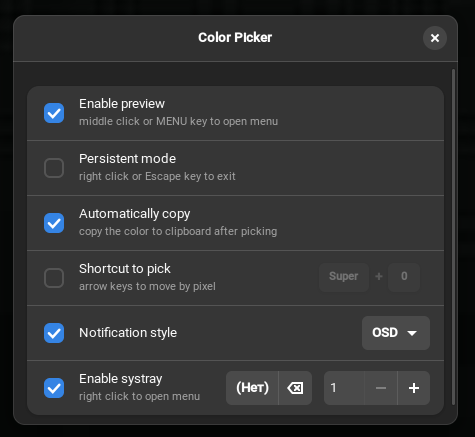 Color Picker
Enable preview
middle click or MENU key to open menu
Persistent mode
right click or Escape key to exit
Automatically copy
copy the color to clipboard after picking
Shortcut to pick
arrow keys to move by pixel
Super + 0
Notification style
OSD
Enable systray
right click to open menu
(Нет)
1 − +